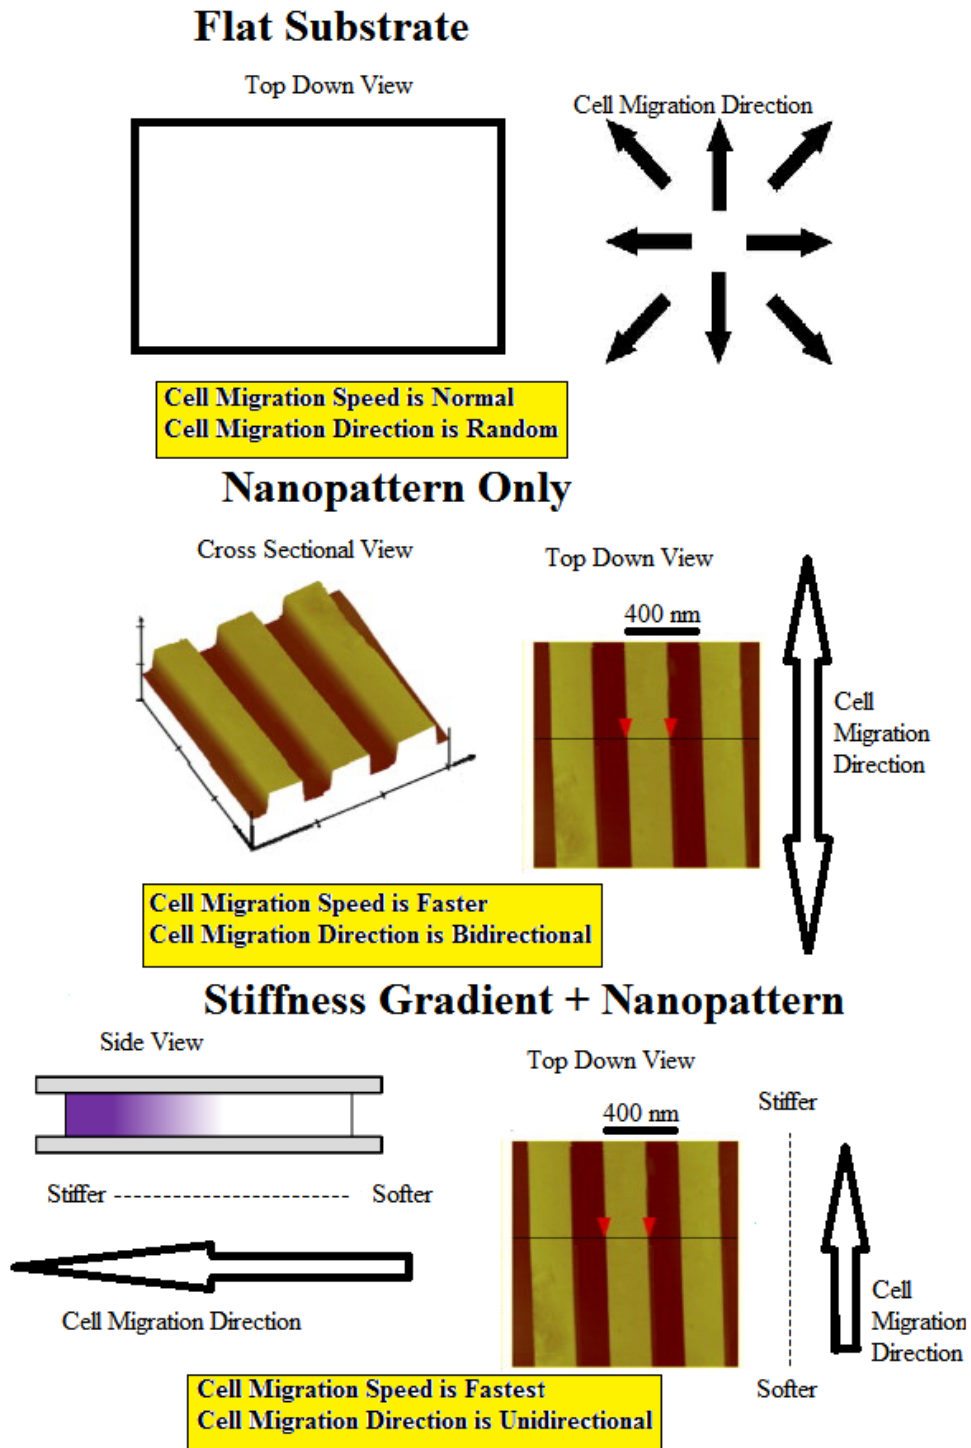 Flat Substrate
Top Down View
Cell Migration Direction
Cell Migration Speed is Normal
Cell Migration Direction is Random
Nanopattern Only
Cross Sectional View
Top Down View
400 nm
Cell
Migration
Direction
Cell Migration Speed is Faster
Cell Migration Direction is Bidirectional
Stiffness Gradient + Nanopattern
Side View
Top Down View
Stiffer
400 nm
Stiffer ------------------------ Softer
Cell Migration Direction
Cell
Migration
Direction
Softer
Cell Migration Speed is Fastest
Cell Migration Direction is Unidirectional